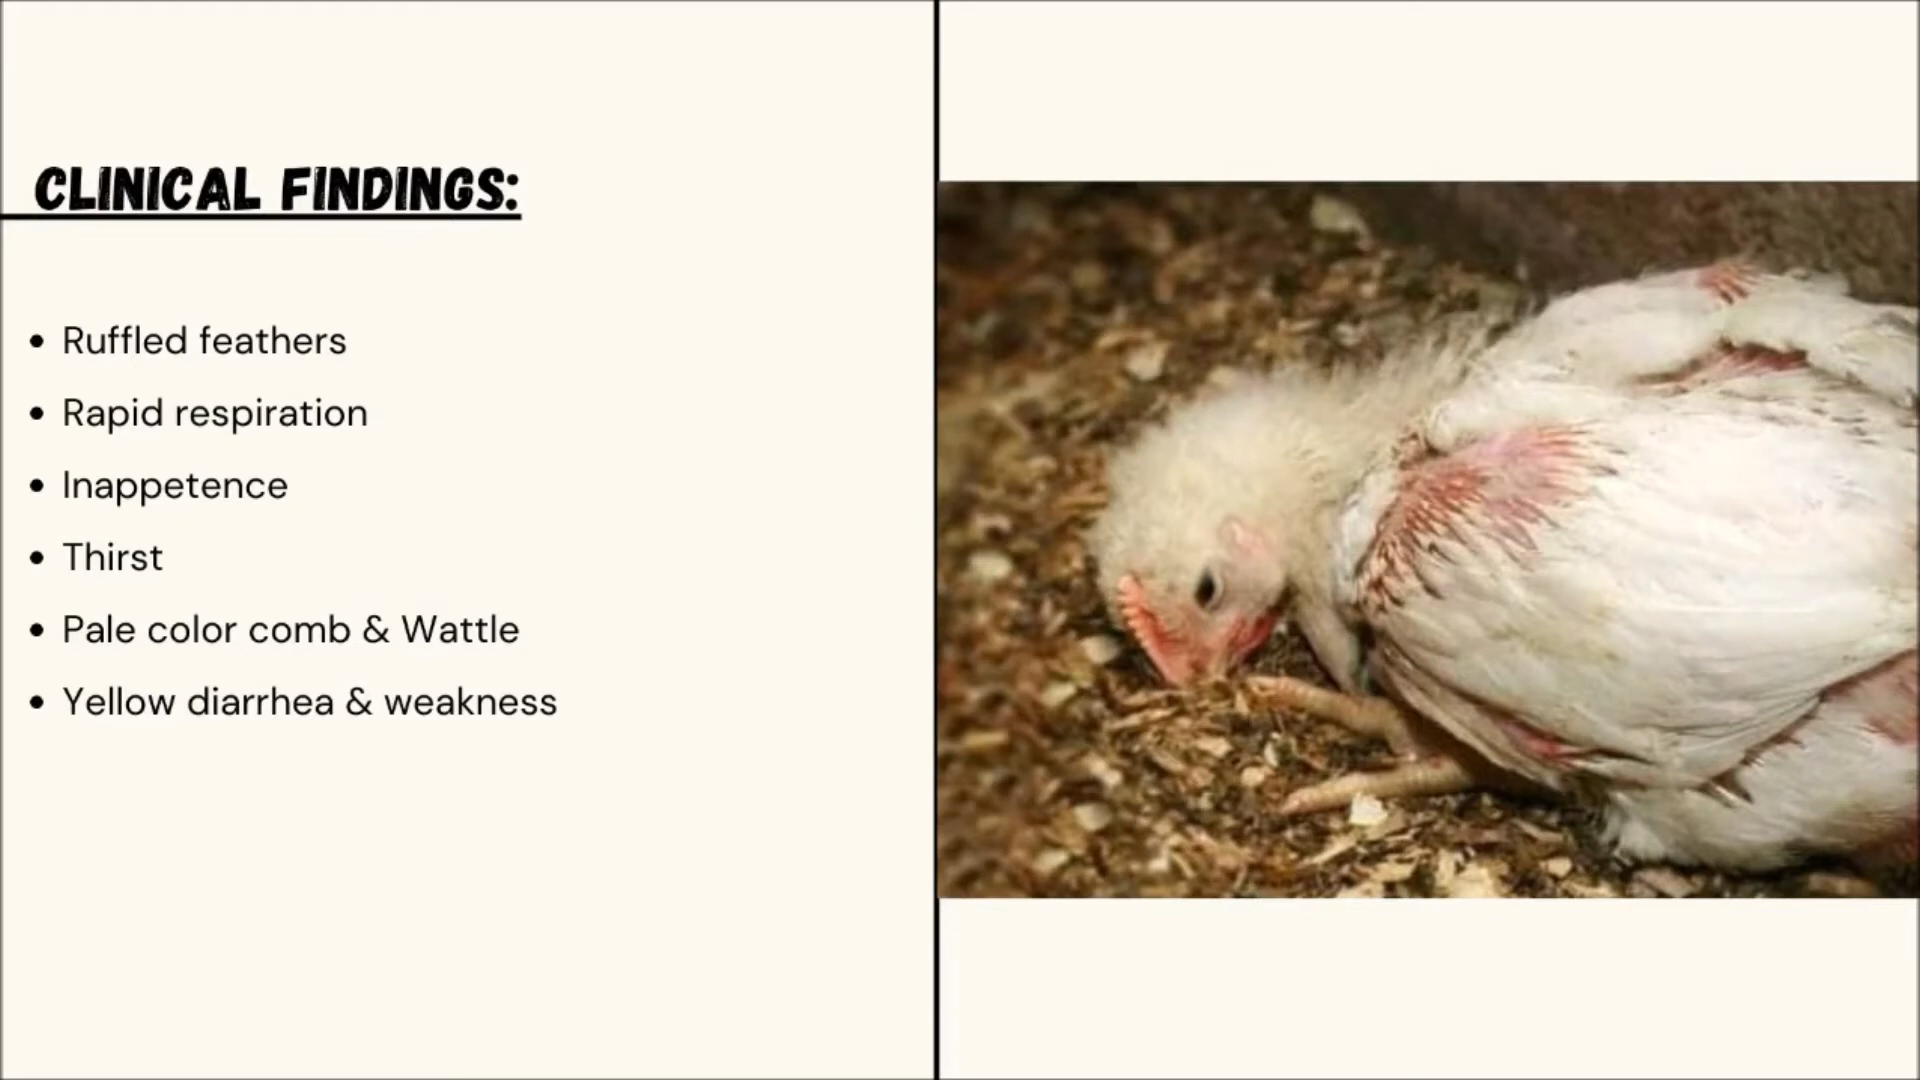 CLINICAL FINDINGS:
• Ruffled feathers
• Rapid respiration
• Inappetence
• Thirst
• Pale color comb & Wattle
• Yellow diarrhea & weakness